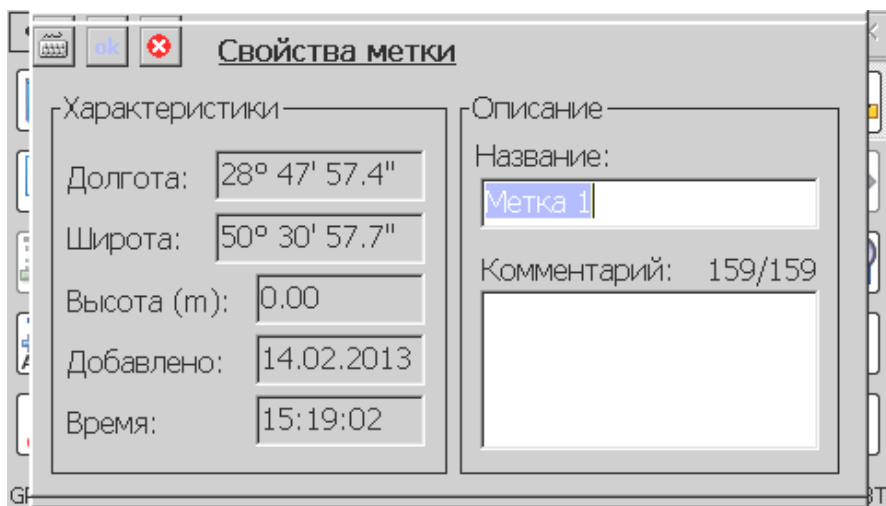 ok
Свойства метки
Характеристики
Долгота: 28° 47' 57.4"
Широта: 50° 30' 57.7"
Высота (m): 0.00
Добавлено: 14.02.2013
Время: 15:19:02
Описание
Название:
Метка 1
Комментарий: 159/159